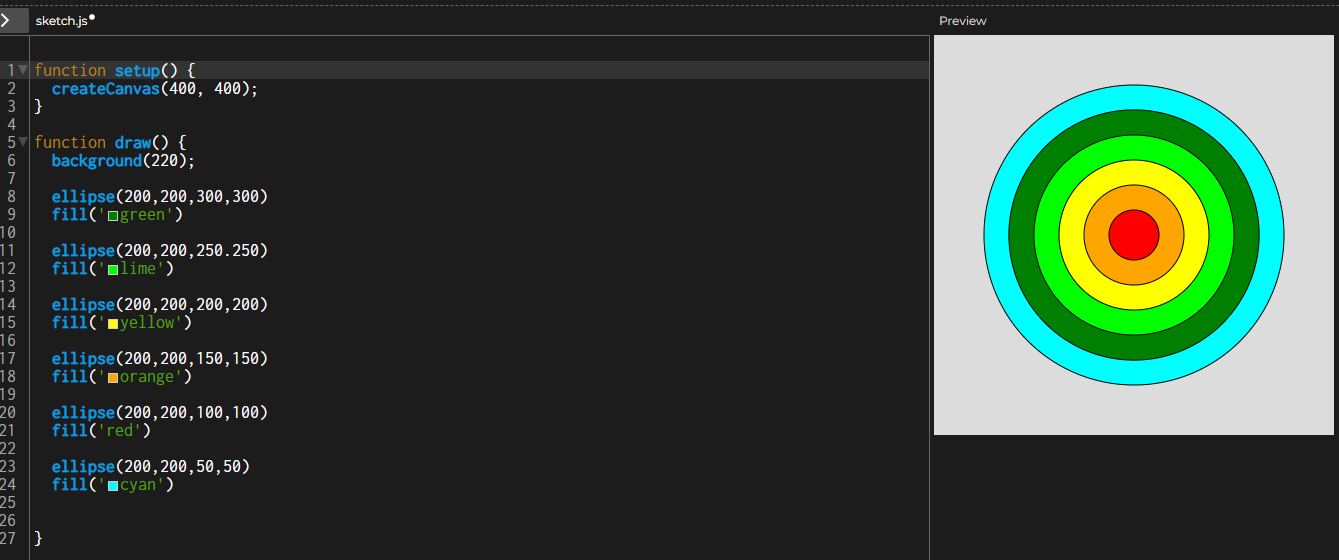 sketch.js
Preview
1 function setup() {
2 createCanvas(400, 400);
3 }
4
5 function draw() {
6 background(220);
7
8 ellipse(200,200,300,300)
9 fill('green')
10
11 ellipse(200,200,250.250)
12 fill('lime')
13
14 ellipse(200,200,200,200)
15 fill('yellow')
16
17 ellipse(200,200,150,150)
18 fill('orange')
19
20 ellipse(200,200,100,100)
21 fill('red')
22
23 ellipse(200,200,50,50)
24 fill('cyan')
25
26
27 }